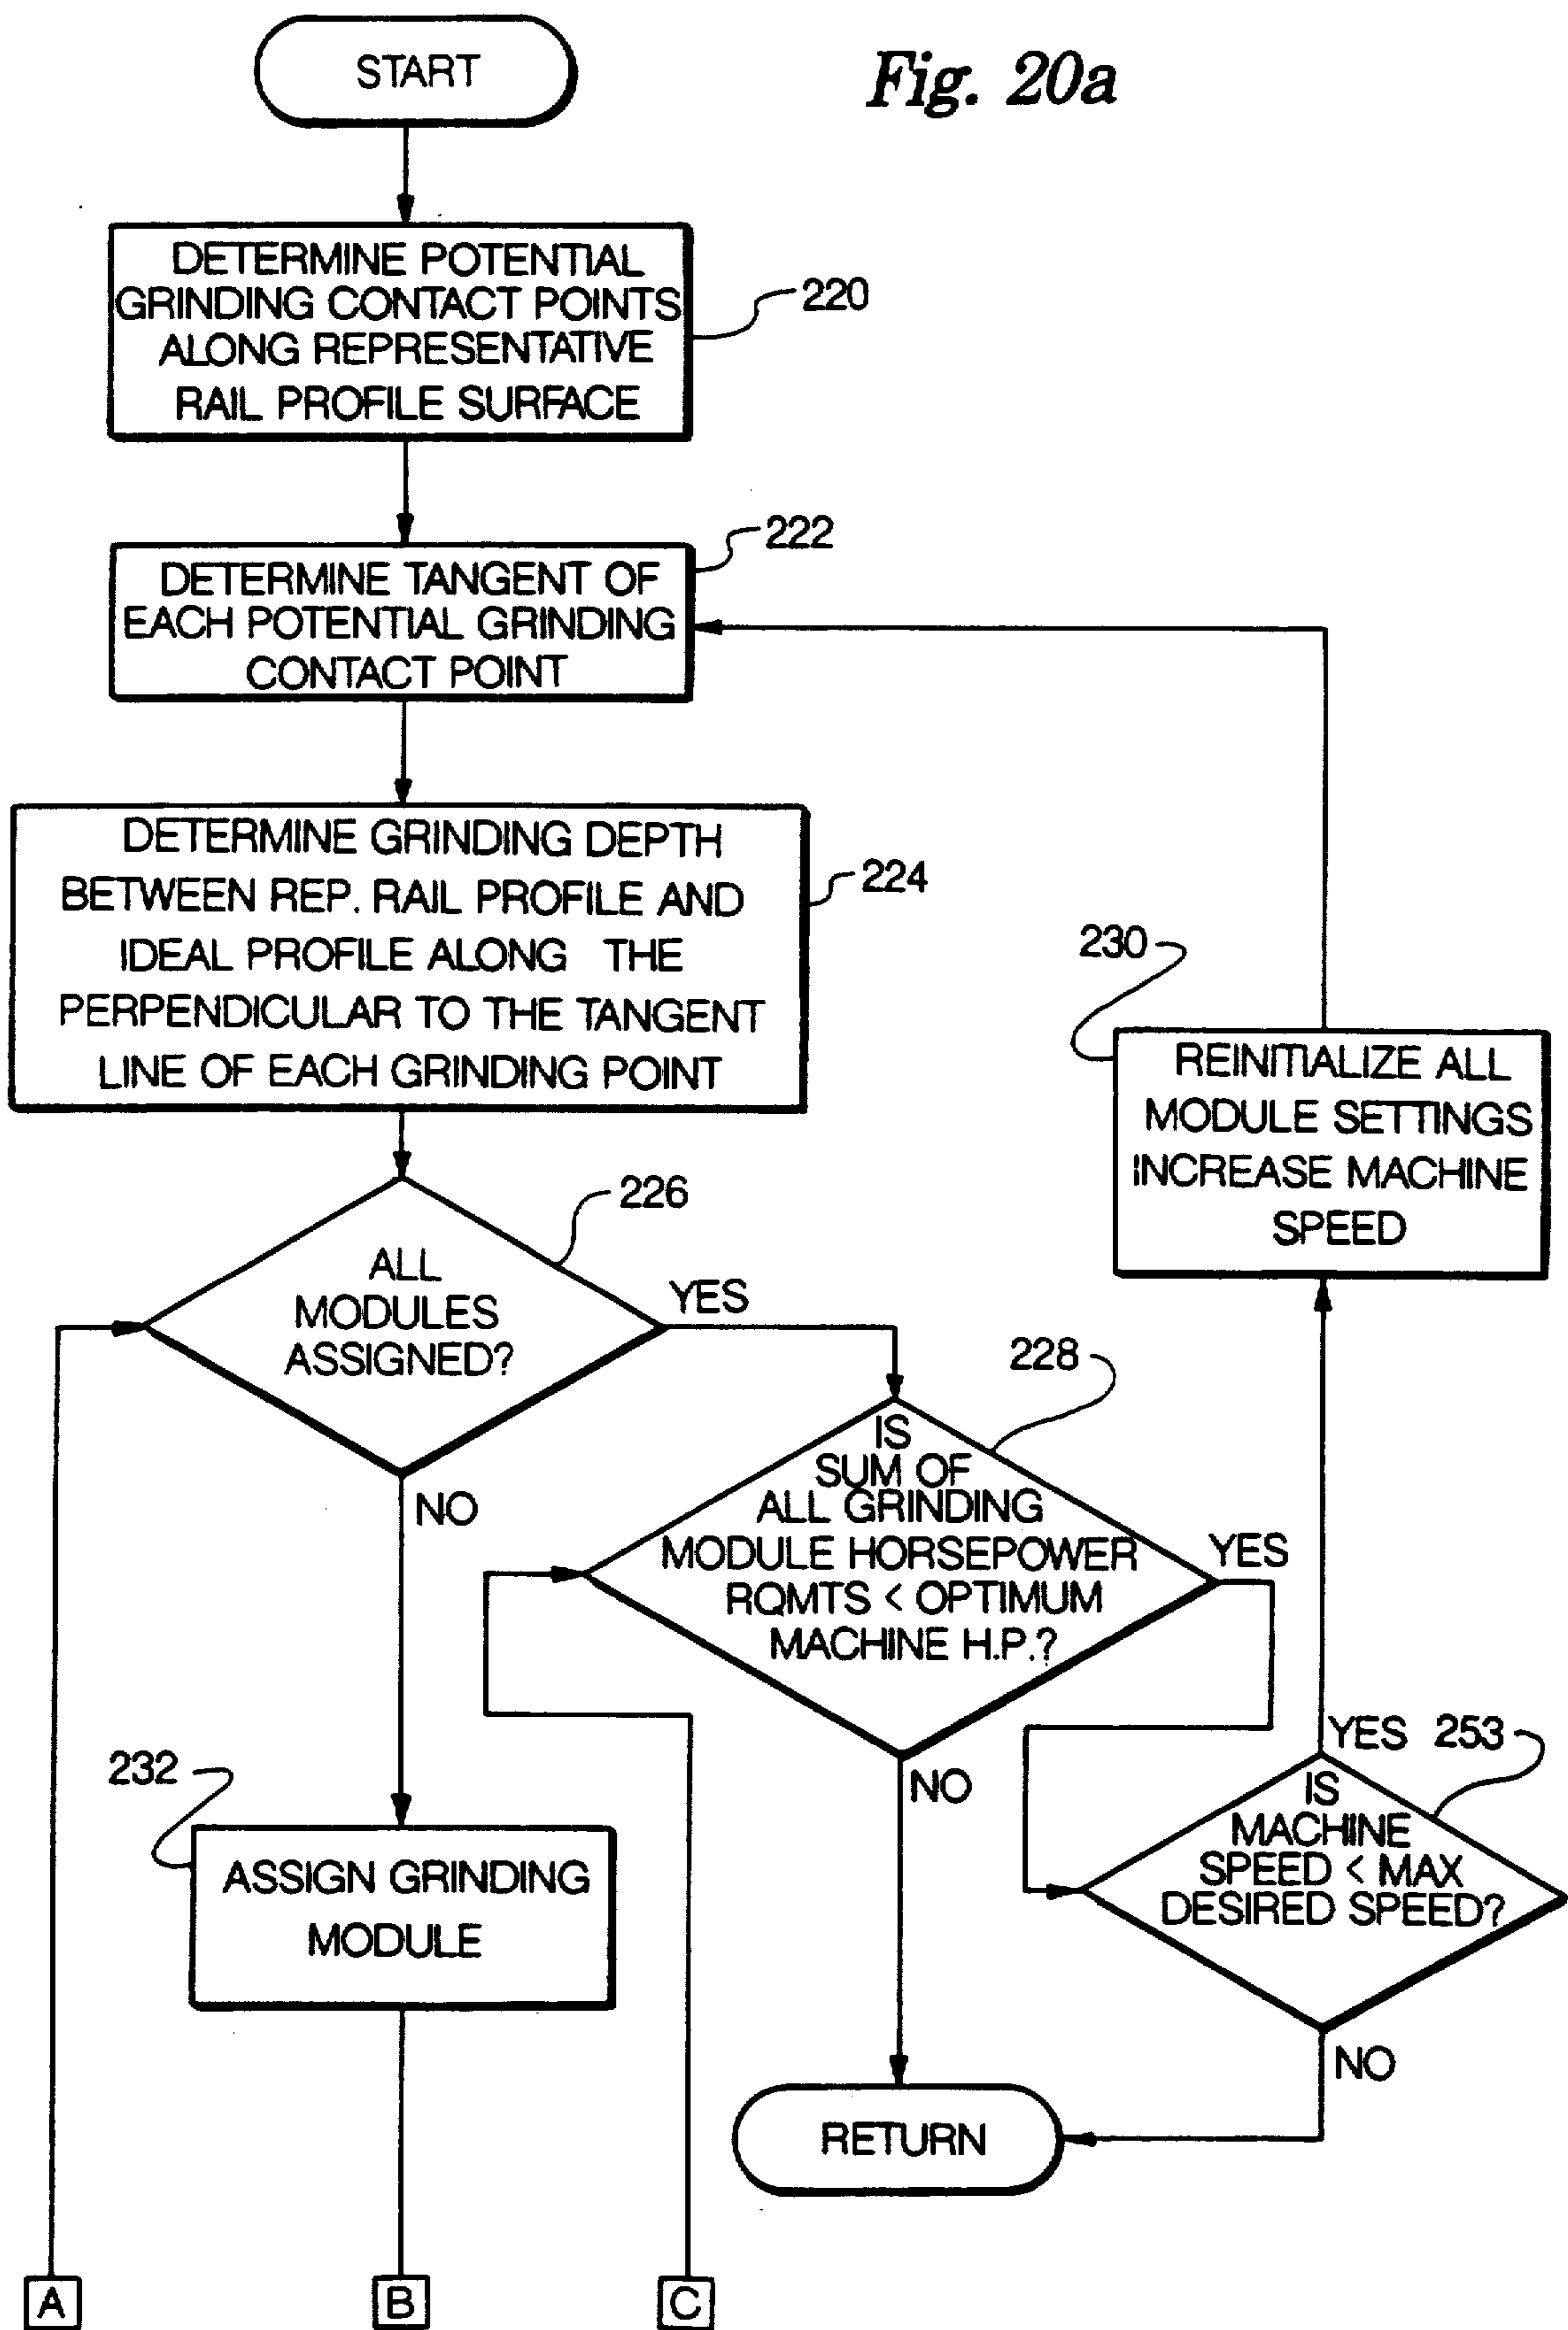 START
Fig. 20a
DETERMINE POTENTIAL
GRINDING CONTACT POINTS
ALONG REPRESENTATIVE
RAIL PROFILE SURFACE
220
222
DETERMINE TANGENT OF
EACH POTENTIAL GRINDING
CONTACT POINT
DETERMINE GRINDING DEPTH
BETWEEN REP. RAIL PROFILE AND
IDEAL PROFILE ALONG THE
PERPENDICULAR TO THE TANGENT
LINE OF EACH GRINDING POINT
224
230
REINITIALIZE ALL
MODULE SETTINGS
INCREASE MACHINE
SPEED
226
ALL
MODULES
ASSIGNED?
YES
NO
228
IS
SUM OF
ALL GRINDING
MODULE HORSEPOWER
RQMTS < OPTIMUM
MACHINE H.P.?
YES
NO
YES
253
IS
MACHINE
SPEED < MAX
DESIRED SPEED?
NO
232
ASSIGN GRINDING
MODULE
RETURN
A
B
C